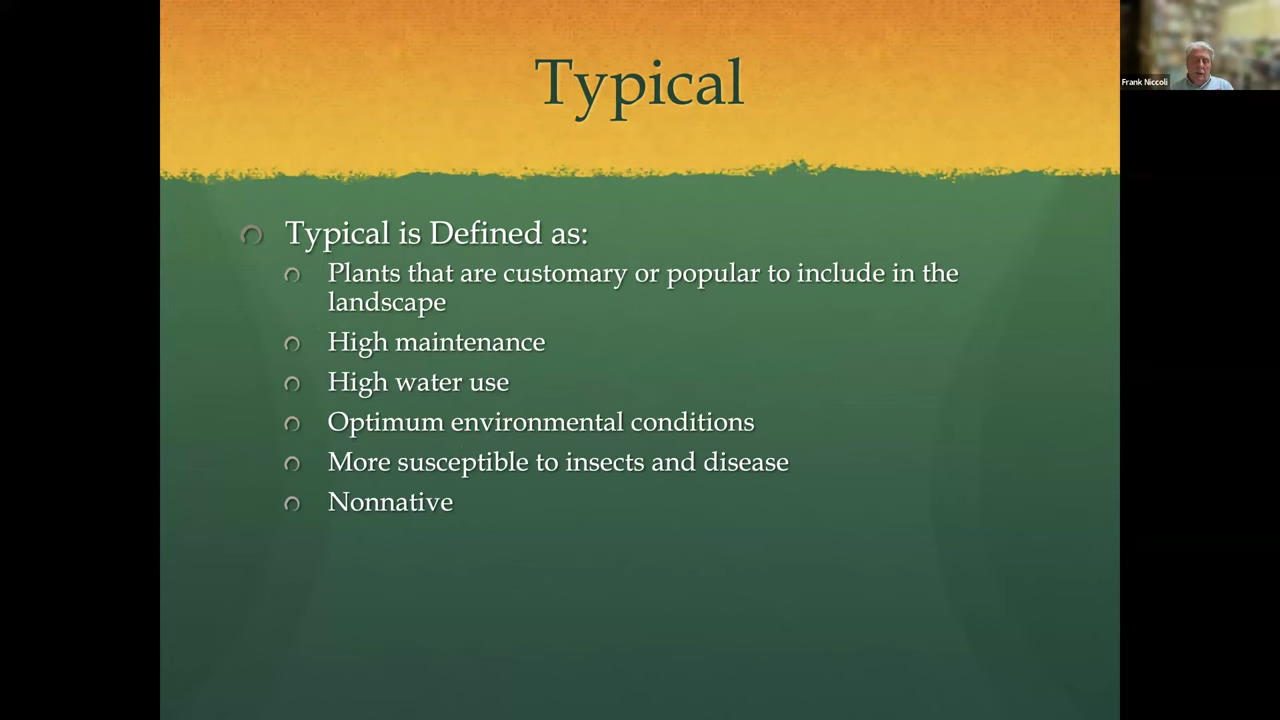 Typical
Frank Niccoli
Typical is Defined as:
Plants that are customary or popular to include in the
landscape
High maintenance
High water use
Optimum environmental conditions
More susceptible to insects and disease
Nonnative